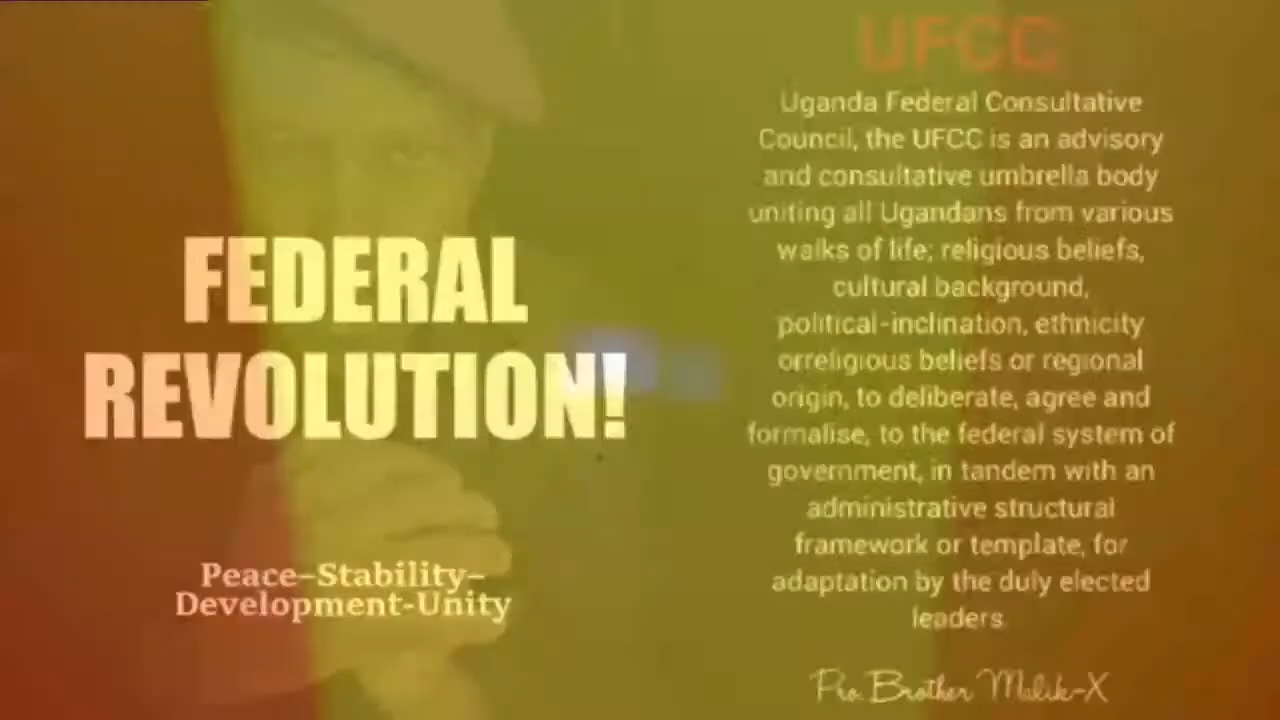 FEDERAL
REVOLUTION!
Peace–Stability–
Development-Unity
UFCC
Uganda Federal Consultative
Council, the UFCC is an advisory
and consultative umbrella body
uniting all Ugandans from various
walks of life; religious beliefs,
cultural background,
political-inclination, ethnicity
orreligious beliefs or regional
origin, to deliberate, agree and
formalise, to the federal system of
government, in tandem with an
administrative structural
framework or template, for
adaptation by the duly elected
leaders
Pro. Brother Malik-X